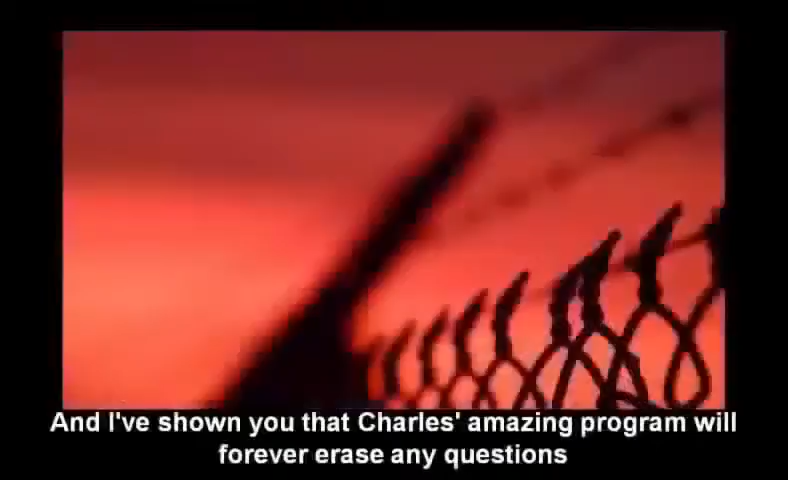 And I've shown you that Charles' amazing program will
forever erase any questions